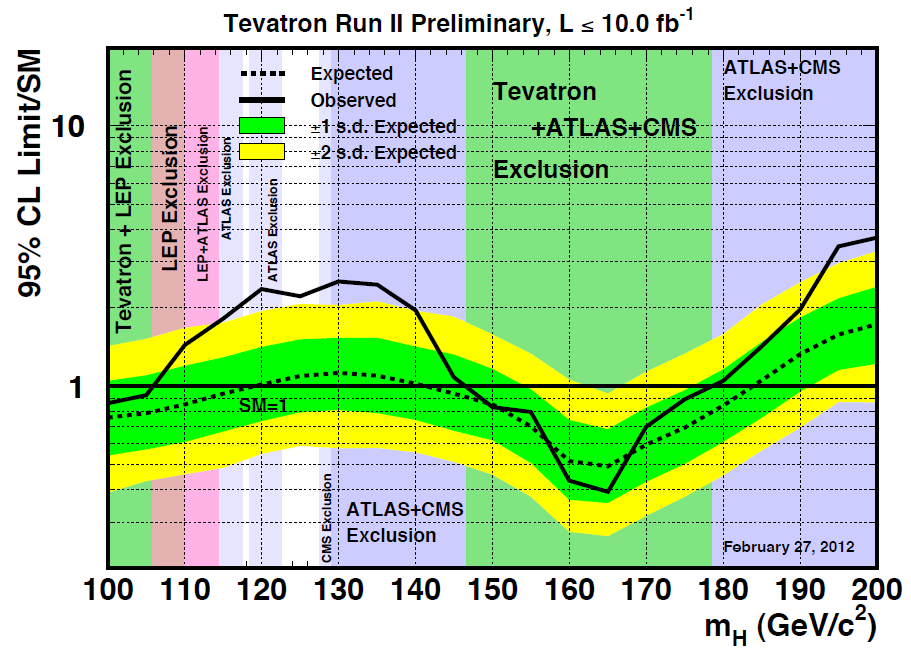 Tevatron Run II Preliminary, L ≤ 10.0 fb-1
95% CL Limit/SM
10
1
Tevatron + LEP Exclusion
LEP Exclusion
LEP+ATLAS Exclusion
ATLAS Exclusion
ATLAS Exclusion
Expected
Observed
±1 s.d. Expected
±2 s.d. Expected
Tevatron
+ATLAS+CMS
Exclusion
ATLAS+CMS
Exclusion
SM=1
CMS Exclusion
ATLAS+CMS
Exclusion
February 27, 2012
100 110 120 130 140 150 160 170 180 190 200
mH (GeV/c2)